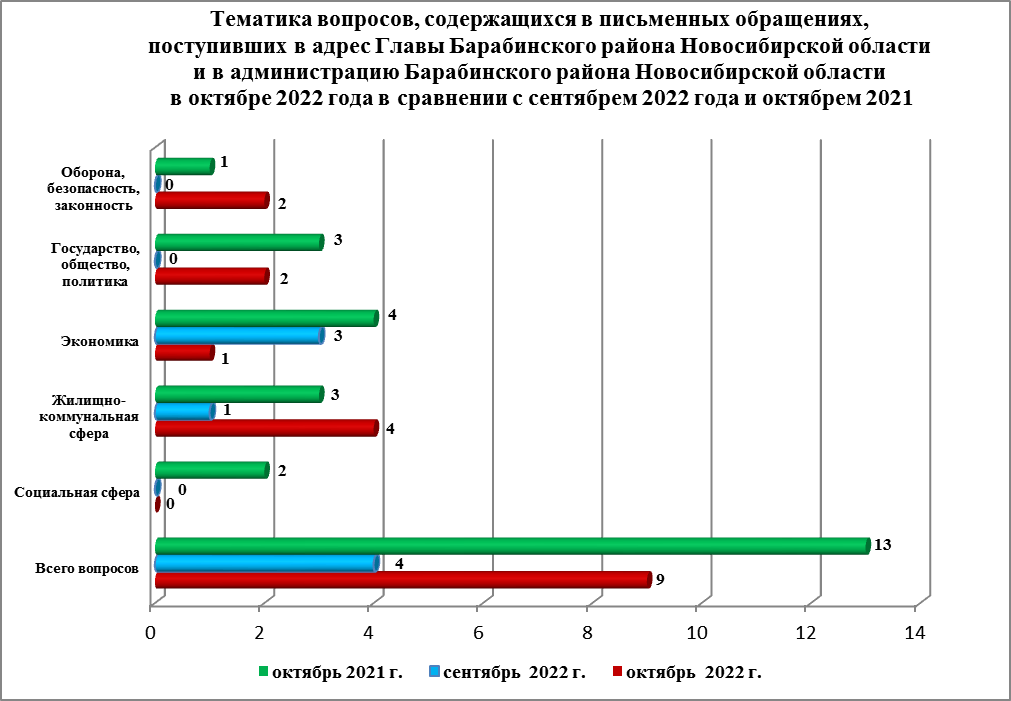 Тематика вопросов, содержащихся в письменных обращениях,
поступивших в адрес Главы Барабинского района Новосибирской области
и в администрацию Барабинского района Новосибирской области
в октябре 2022 года в сравнении с сентябрем 2022 года и октябрем 2021
Оборона,
безопасность,
законность
1
0
2
Государство,
общество,
политика
3
0
2
Экономика
4
3
1
Жилищно-
коммунальная
сфера
3
1
4
Социальная сфера
2
0
0
Всего вопросов
13
4
9
0 2 4 6 8 10 12 14
октябрь 2021 г. сентябрь 2022 г. октябрь 2022 г.